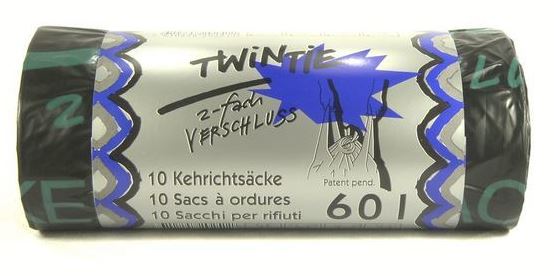 TWINTIE
2-fach
VERSCHLUSS
Patent pend.
10 Kehrichtsäcke
10 Sacs à ordures
10 Sacchi per rifiuti
60 l